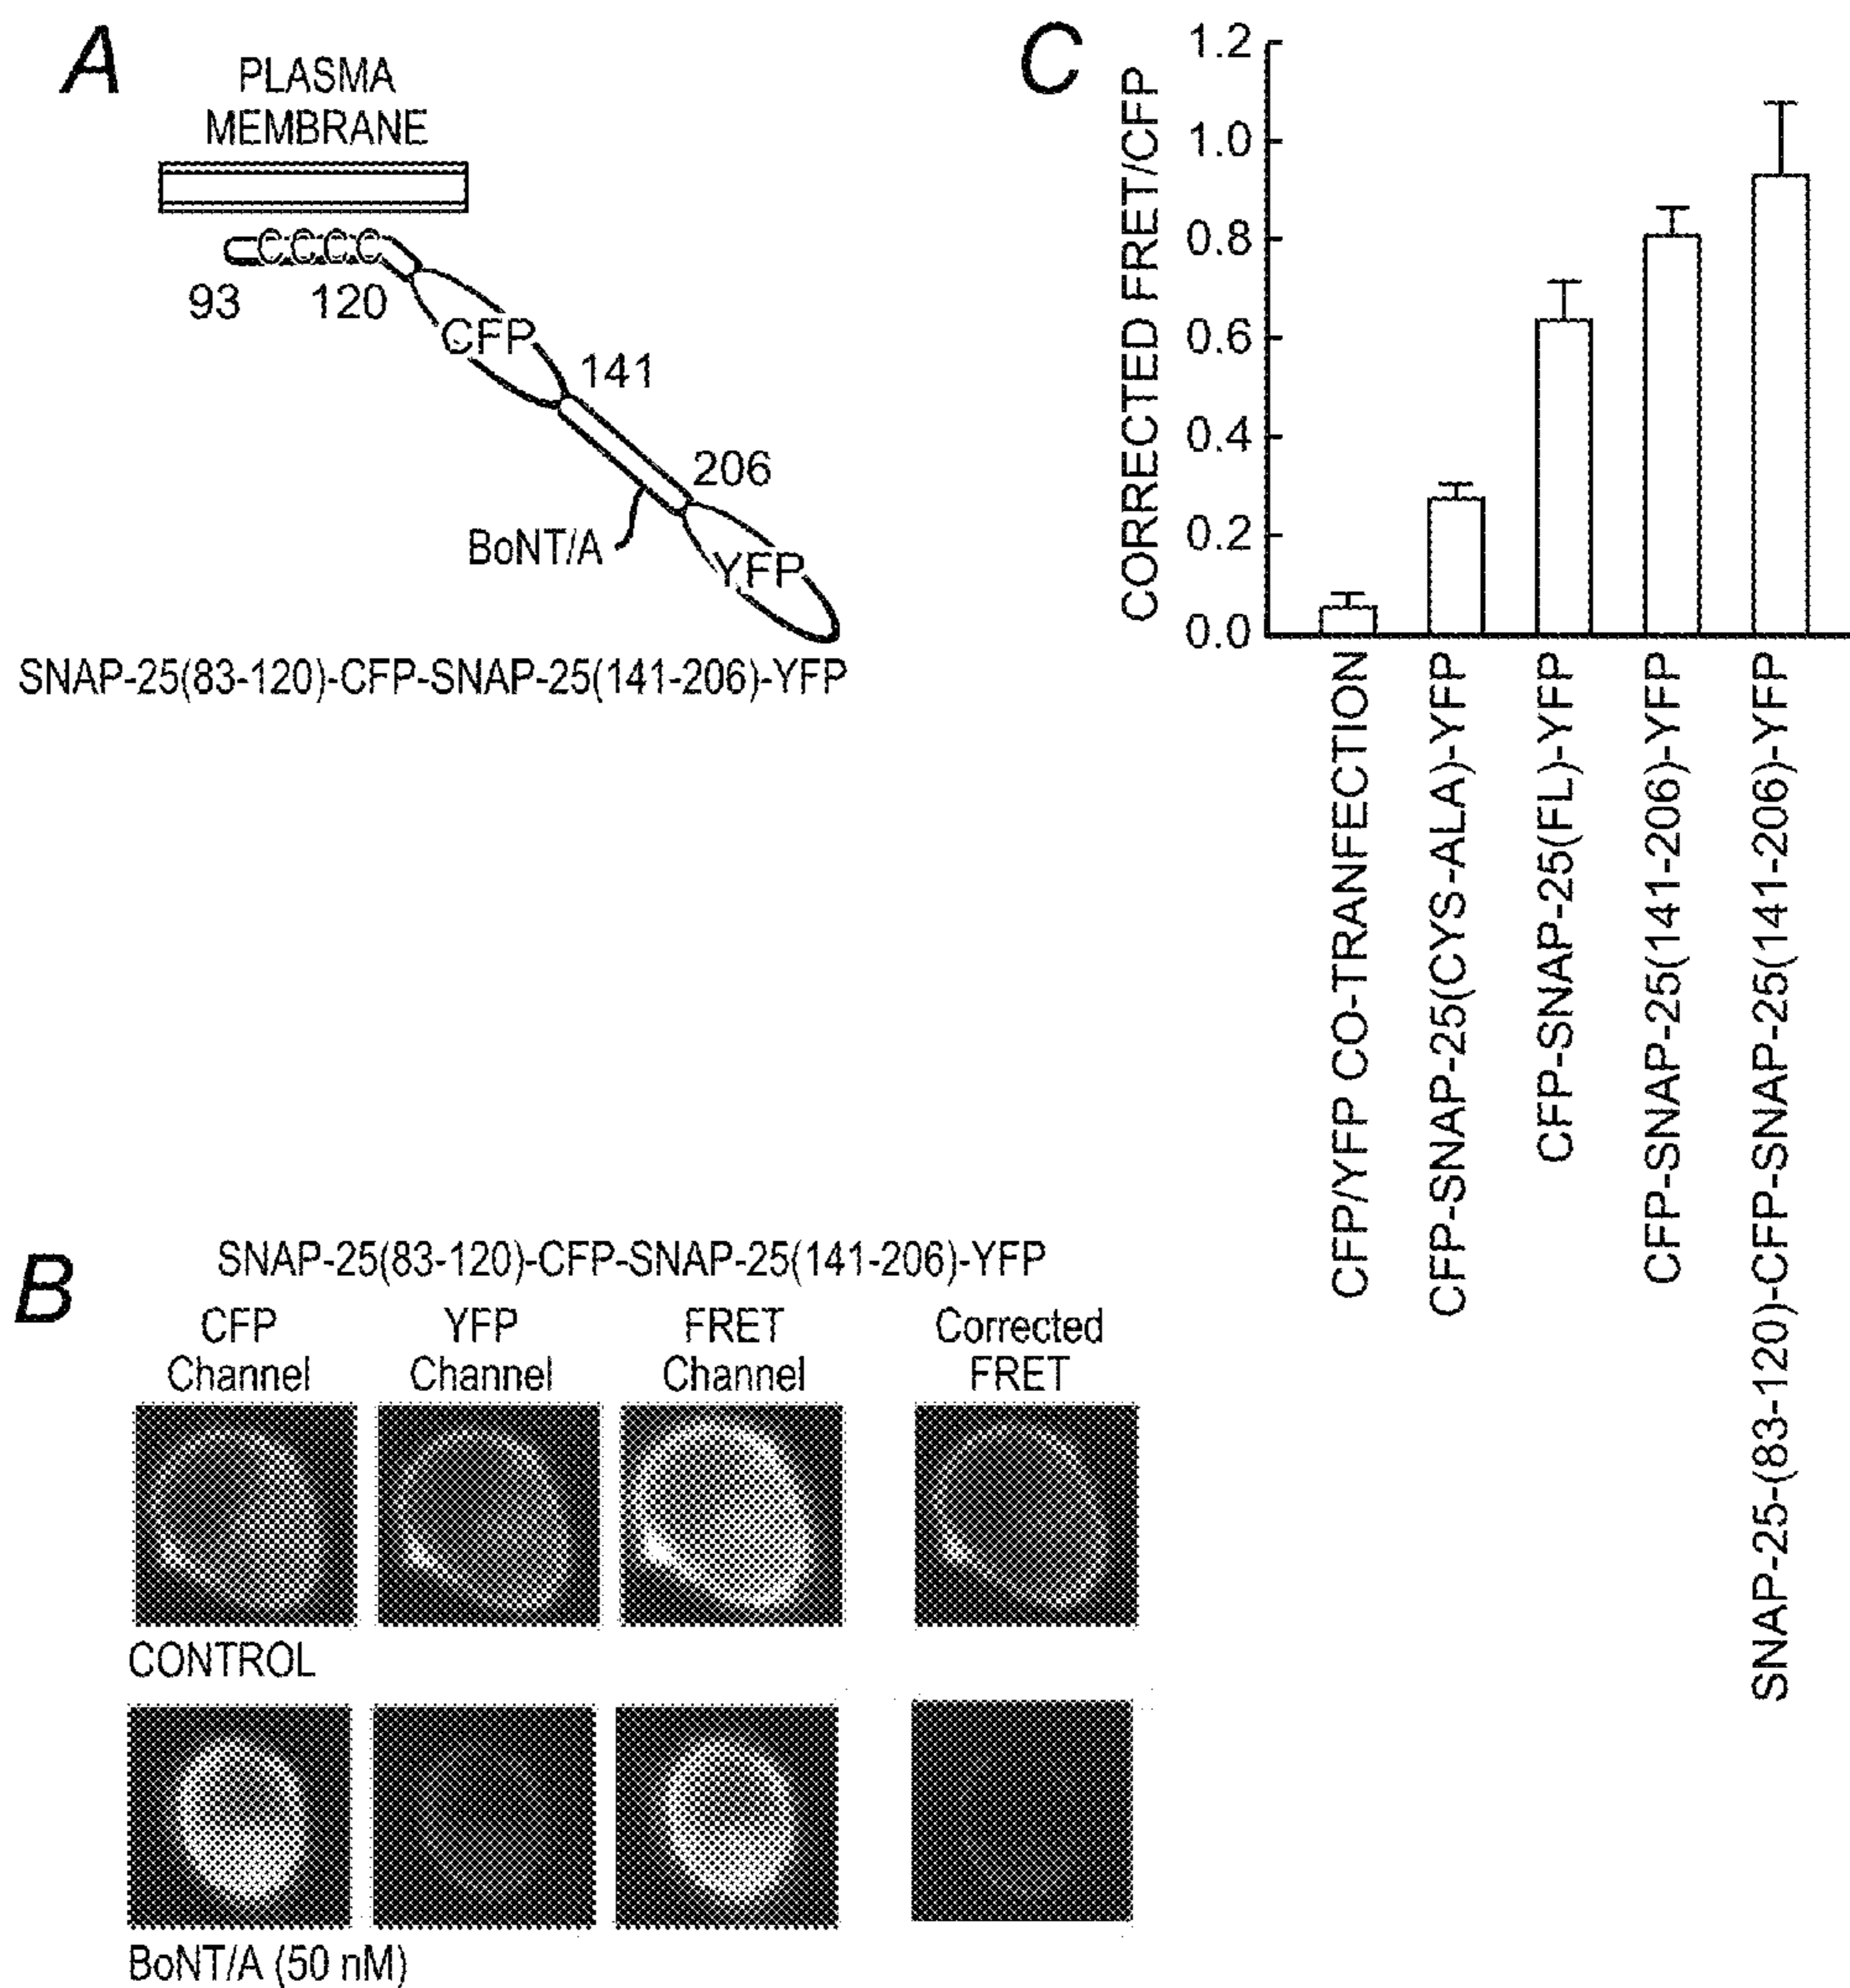 A
PLASMA
MEMBRANE
C C C C
93
120
CFP
141
206
BoNT/A
YFP
SNAP-25(83-120)-CFP-SNAP-25(141-206)-YFP
B
SNAP-25(83-120)-CFP-SNAP-25(141-206)-YFP
CFP
Channel
YFP
Channel
FRET
Channel
Corrected
FRET
CONTROL
BoNT/A (50 nM)
C
CORRECTED FRET/CFP
1.2
1.0
0.8
0.6
0.4
0.2
0.0
CFP/YFP CO-TRANFECTION
CFP-SNAP-25(CYS-ALA)-YFP
CFP-SNAP-25(FL)-YFP
CFP-SNAP-25(141-206)-YFP
SNAP-25-(83-120)-CFP-SNAP-25(141-206)-YFP